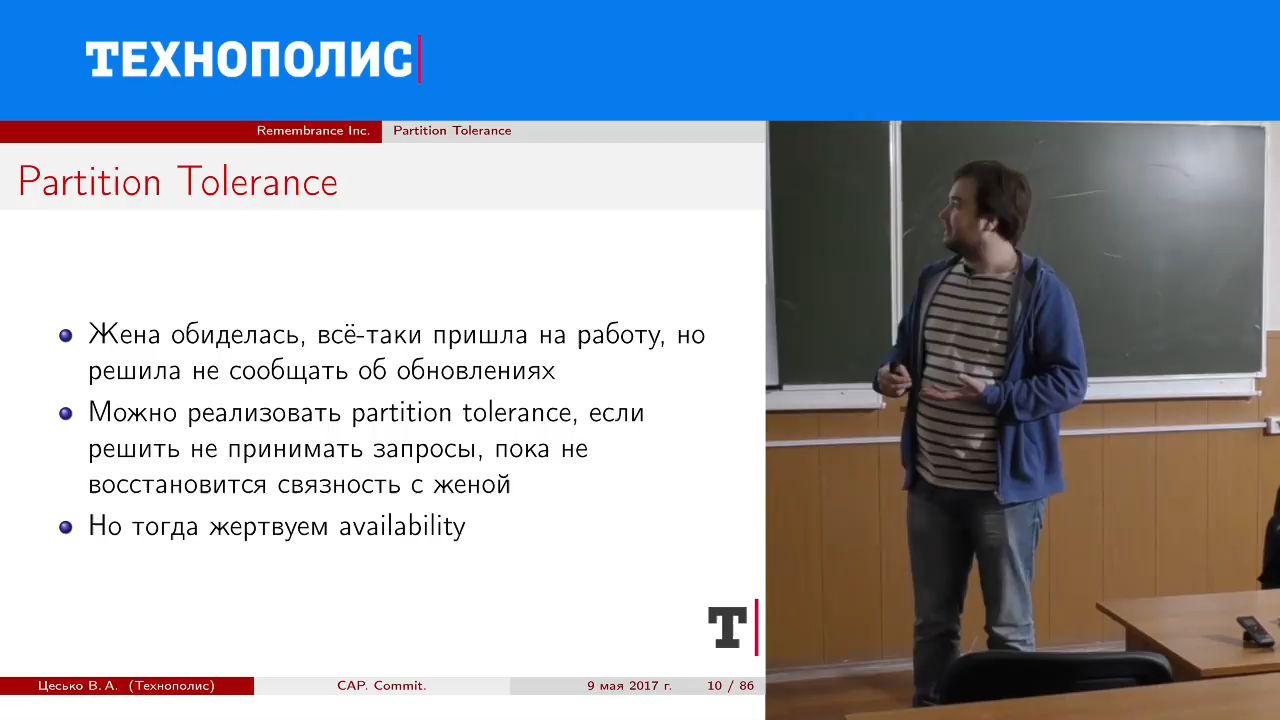 ТЕХНОПОЛИС
Remembrance Inc. Partition Tolerance
Partition Tolerance
Жена обиделась, всё-таки пришла на работу, но
решила не сообщать об обновлениях
Можно реализовать partition tolerance, если
решить не принимать запросы, пока не
восстановится связность с женой
Но тогда жертвуем availability
Т
Цесько В. А. (Технополис) CAP. Commit. 9 мая 2017 г. 10 / 86